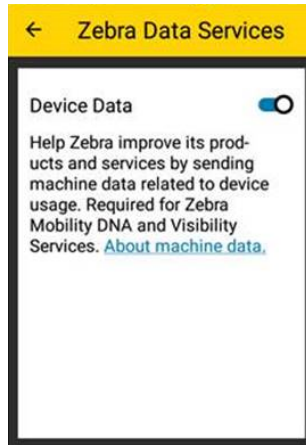 Zebra Data Services
Device Data
Help Zebra improve its prod-
ucts and services by sending
machine data related to device
usage. Required for Zebra
Mobility DNA and Visibility
Services. About machine data.